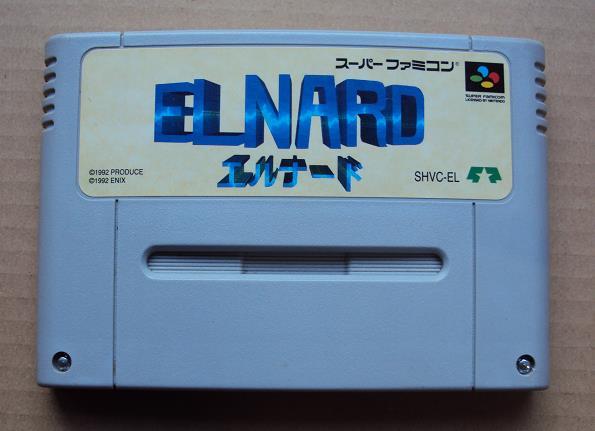 スーパーファミコン®
SUPER FAMICOM
LICENSED BY NINTENDO
ELNARD
エルナード
©1992 PRODUCE
©1992 ENIX
SHVC-EL